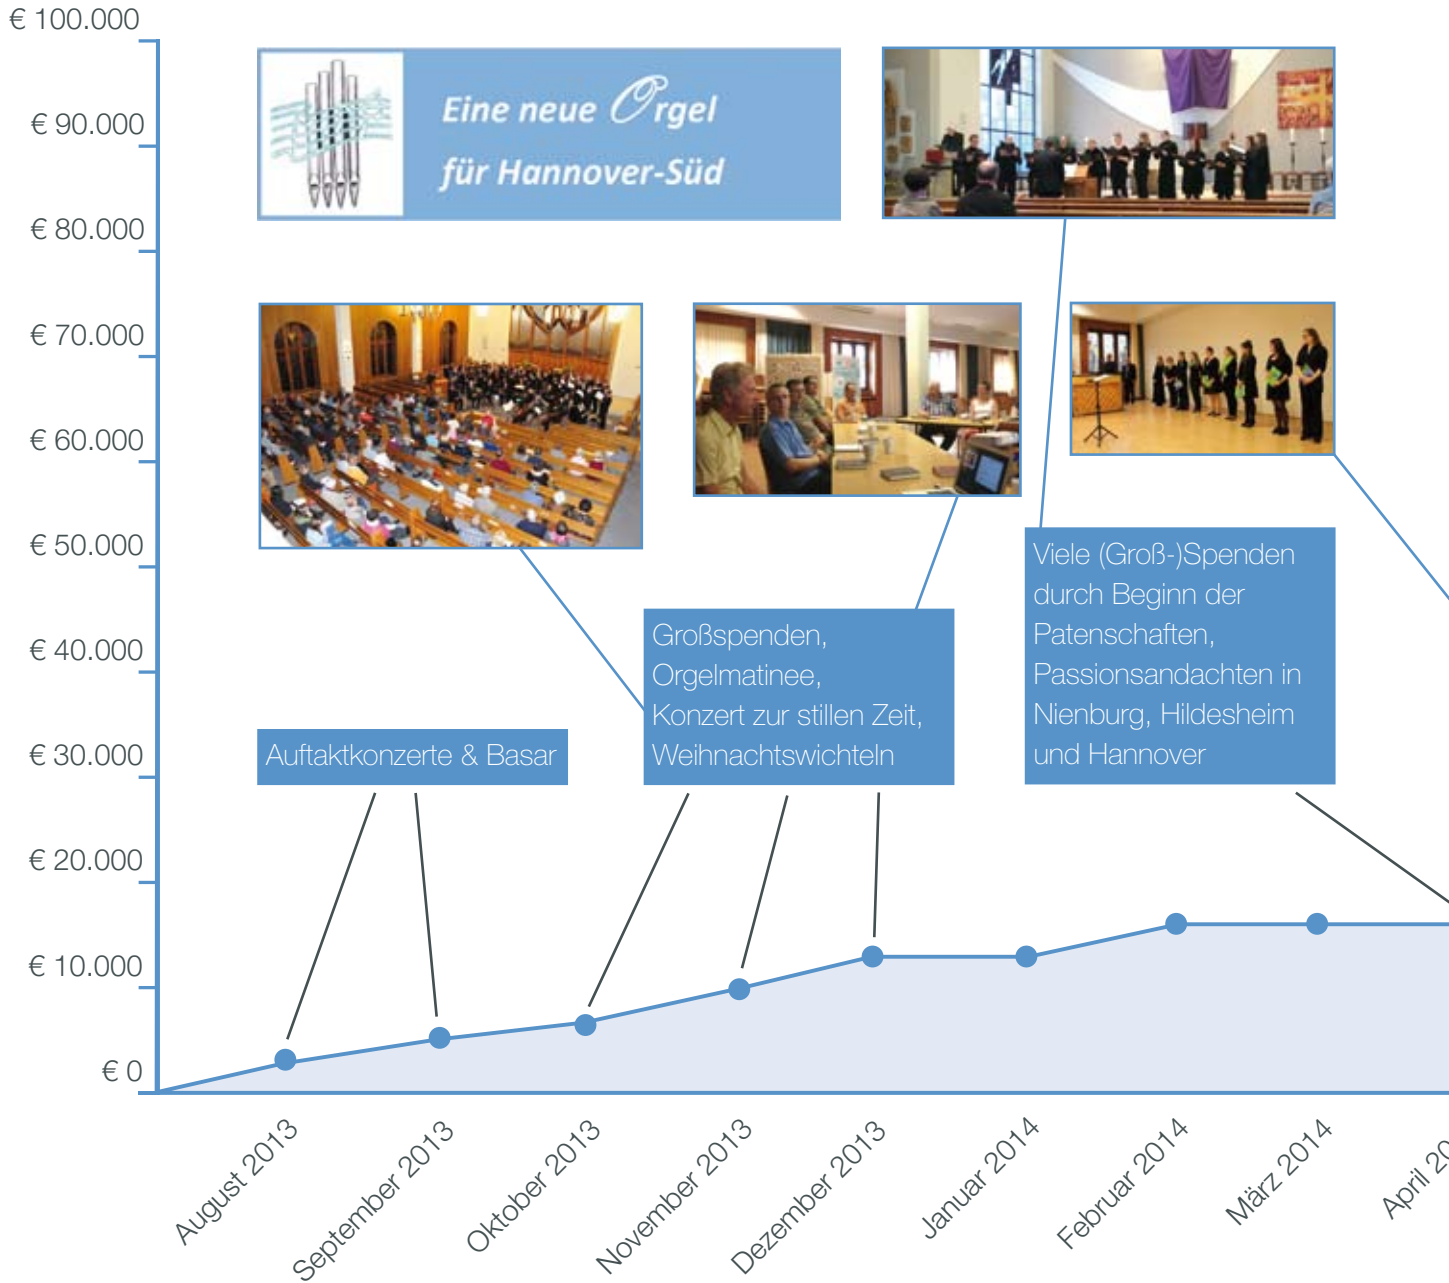 € 100.000
€ 90.000
€ 80.000
€ 70.000
€ 60.000
€ 50.000
€ 40.000
€ 30.000
€ 20.000
€ 10.000
€ 0
Eine neue Orgel
für Hannover-Süd
Auftaktkonzerte & Basar
Großspenden,
Orgelmatinee,
Konzert zur stillen Zeit,
Weihnachtswichteln
Viele (Groß-)Spenden
durch Beginn der
Patenschaften,
Passionsandachten in
Nienburg, Hildesheim
und Hannover
August 2013
September 2013
Oktober 2013
November 2013
Dezember 2013
Januar 2014
Februar 2014
März 2014
April